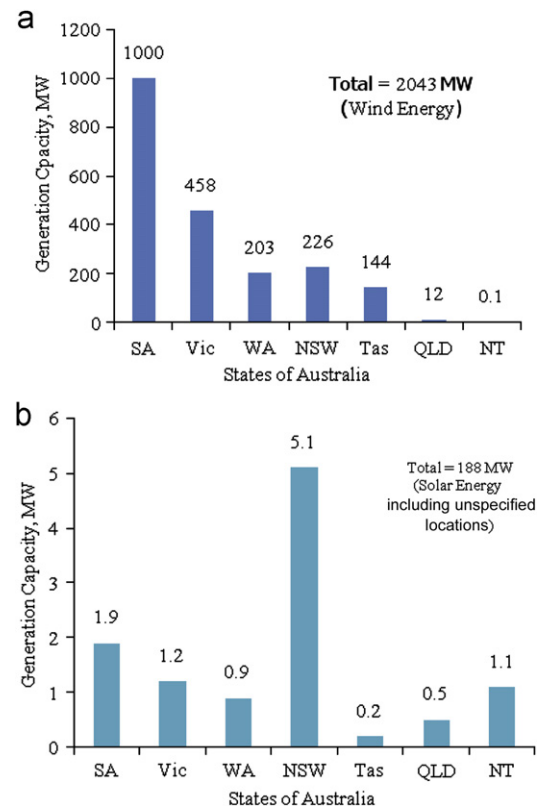 a
1200
1000
800
600
400
200
0
Generation Cpacity, MW
1000
458
203
226
144
12
0.1
Total = 2043 MW
(Wind Energy)
SA Vic WA NSW Tas QLD NT
States of Australia
b
6
5
4
3
2
1
0
Generation Capacity, MW
1.9
1.2
0.9
5.1
0.2
0.5
1.1
Total = 188 MW
(Solar Energy
including unspecified
locations)
SA Vic WA NSW Tas QLD NT
States of Australia